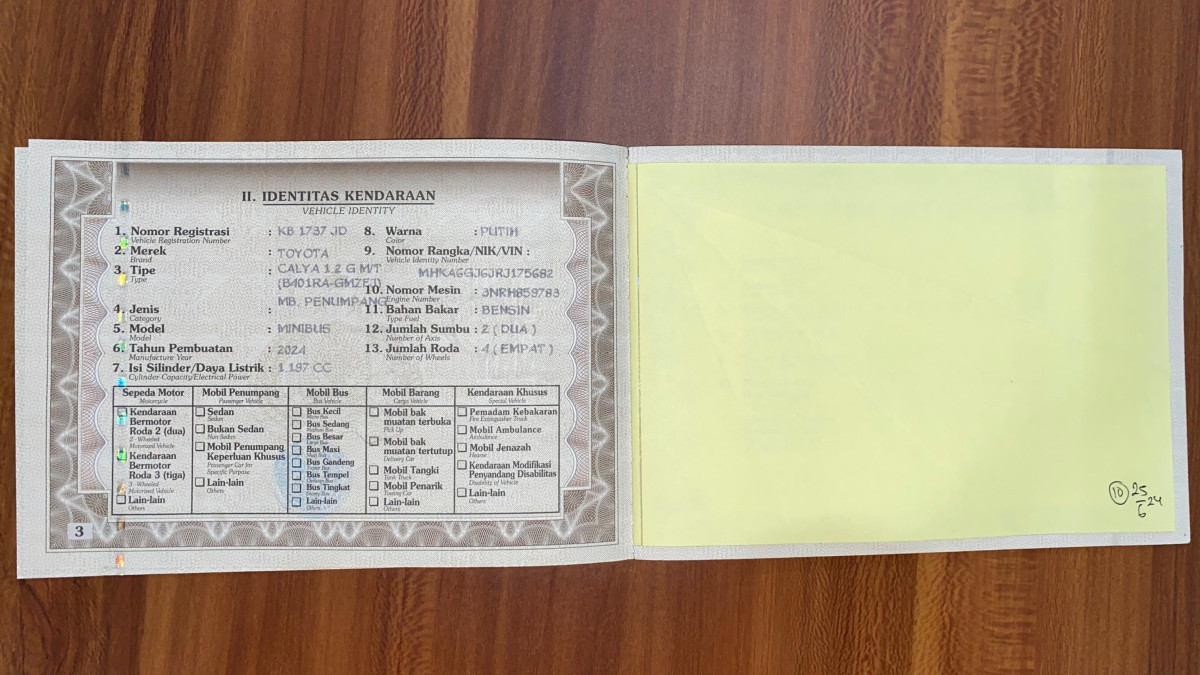 II. IDENTITAS KENDARAAN
VEHICLE IDENTITY
1. Nomor Registrasi : KB 1737 JD
Vehicle Registration Number
2. Merek : TOYOTA
Brand
3. Tipe : CALYA 1.2 G M/T
Type
(B401RA-GMZFJ)
4. Jenis : MB. PENUMPANG
Category
5. Model : MINIBUS
Model
6. Tahun Pembuatan : 2024
Manufacture Year
7. Isi Silinder/Daya Listrik : 1.197 CC
Cylinder Capacity/Electrical Power
8. Warna : PUTIH
Color
9. Nomor Rangka/NIK/VIN :
Vehicle Identity Number
MHKA6GJ6JRJ175682
10. Nomor Mesin : 3NRH859783
Engine Number
11. Bahan Bakar : BENSIN
Type Fuel
12. Jumlah Sumbu : 2 ( DUA )
Number of Axis
13. Jumlah Roda : 4 ( EMPAT )
Number of Wheels
Sepeda Motor
Motorcycle
Kendaraan
Bermotor
Roda 2 (dua)
2 - Wheeled
Motorized Vehicle
Kendaraan
Bermotor
Roda 3 (tiga)
3 - Wheeled
Motorized Vehicle
Lain-lain
Others
Mobil Penumpang
Passenger Vehicle
Sedan
Sedan
Bukan Sedan
Non Sedan
Mobil Penumpang
Keperluan Khusus
Passenger Car for
Specific Purpose
Lain-lain
Others
Mobil Bus
Bus Vehicle
Bus Kecil
Bus Sedang
Bus Besar
Bus Maxi
Bus Gandeng
Bus Tempel
Bus Tingkat
Lain-lain
Others
Mobil Barang
Cargo Vehicle
Mobil bak
muatan terbuka
Pick Up
Mobil bak
muatan tertutup
Delivery Car
Mobil Tangki
Tank Truck
Mobil Penarik
Towing Car
Lain-lain
Others
Kendaraan Khusus
Special Vehicle
Pemadam Kebakaran
Fire Extinguisher Truck
Mobil Ambulance
Ambulance
Mobil Jenazah
Hearse
Kendaraan Modifikasi
Penyandang Disabilitas
Disability of Vehicle
Lain-lain
Others
3
10 25/6 24